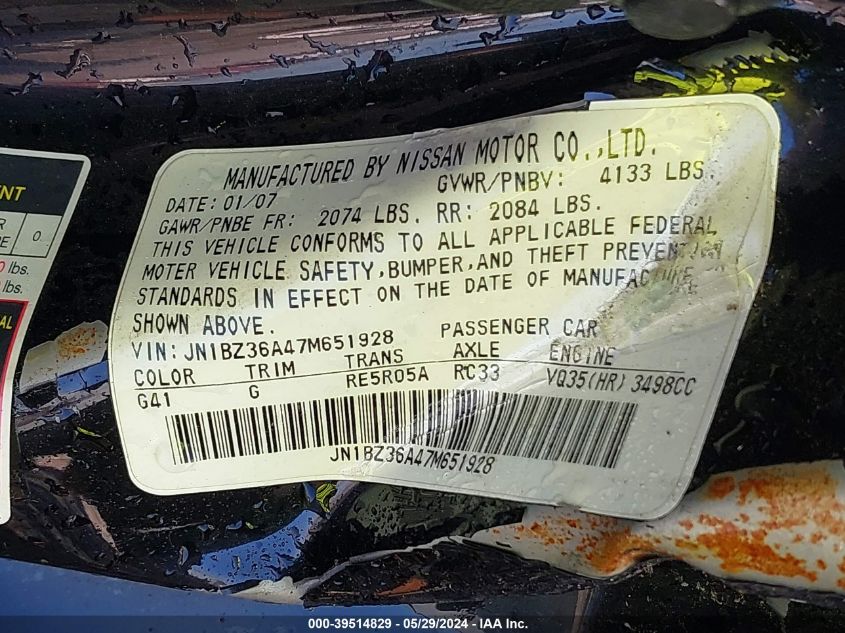 MANUFACTURED BY NISSAN MOTOR CO.,LTD.
DATE: 01/07 GVWR/PNBV: 4133 LBS.
GAWR/PNBE FR: 2074 LBS. RR: 2084 LBS.
THIS VEHICLE CONFORMS TO ALL APPLICABLE FEDERAL
MOTER VEHICLE SAFETY,BUMPER,AND THEFT PREVENTION
STANDARDS IN EFFECT ON THE DATE OF MANUFACTURE
SHOWN ABOVE.
VIN:JN1BZ36A47M651928 PASSENGER CAR
COLOR TRIM TRANS AXLE ENGINE
G41 G RE5R05A RC33 VQ35(HR)3498CC
JN1BZ36A47M651928
lbs.
lbs.
000-39514829 - 05/29/2024 - IAA Inc.